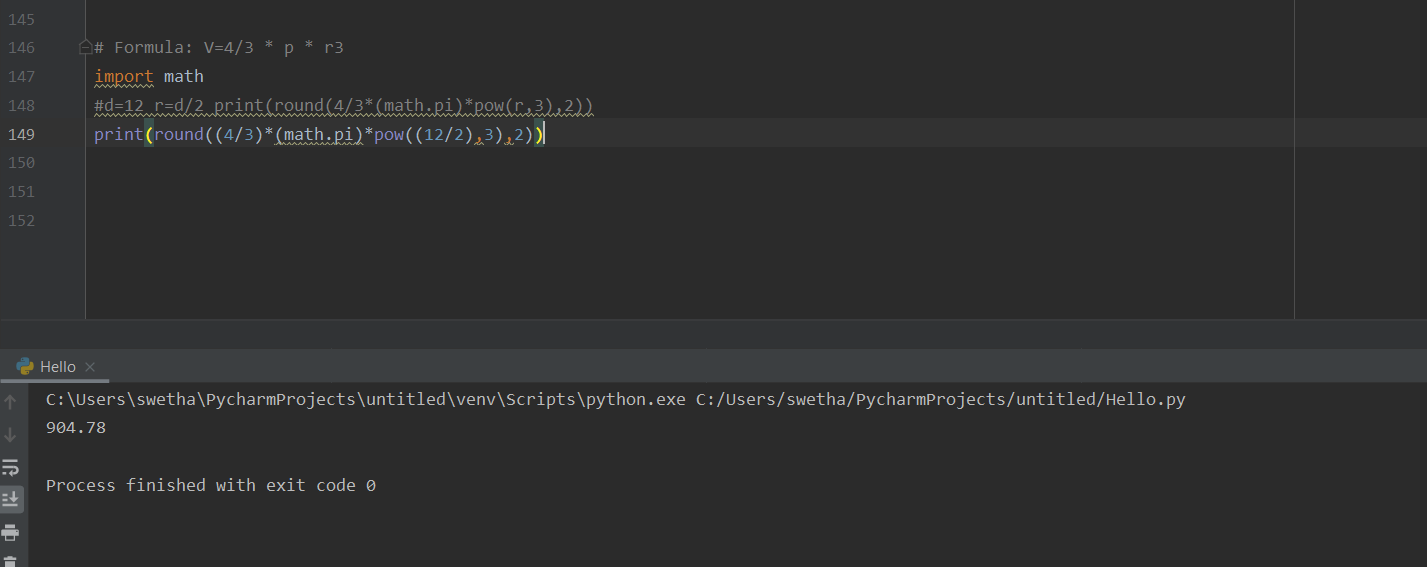 145
146 # Formula: V=4/3 * p * r3
147 import math
148 #d=12 r=d/2 print(round(4/3*(math.pi)*pow(r,3),2))
149 print(round((4/3)*(math.pi)*pow((12/2),3),2))
150
151
152
Hello
C:\Users\swetha\PycharmProjects\untitled\venv\Scripts\python.exe C:/Users/swetha/PycharmProjects/untitled/Hello.py
904.78
Process finished with exit code 0